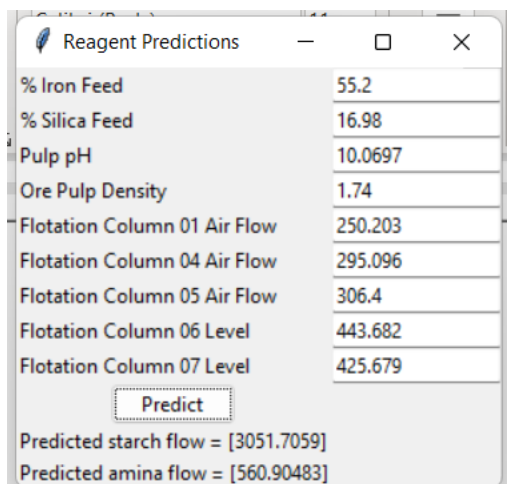 Reagent Predictions
% Iron Feed 55.2
% Silica Feed 16.98
Pulp pH 10.0697
Ore Pulp Density 1.74
Flotation Column 01 Air Flow 250.203
Flotation Column 04 Air Flow 295.096
Flotation Column 05 Air Flow 306.4
Flotation Column 06 Level 443.682
Flotation Column 07 Level 425.679
Predict
Predicted starch flow = [3051.7059]
Predicted amina flow = [560.90483]